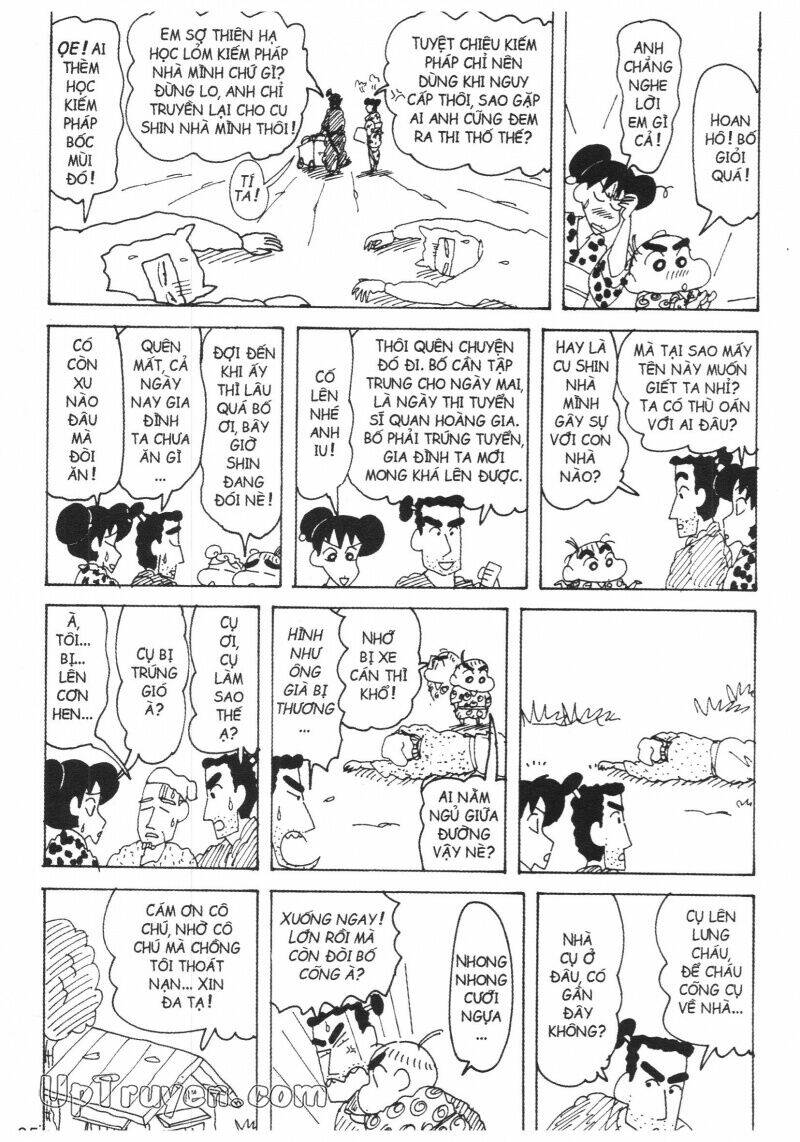 HOAN
HÔ! BỐ
GIỎI
QUÁ!
ANH
CHẲNG
NGHE
LỜI
EM GÌ
CẢ!
TUYỆT CHIÊU KIẾM
PHÁP CHỈ NÊN
DÙNG KHI NGUY
CẤP THÔI, SAO GẶP
AI ANH CŨNG ĐEM
RA THI THỐ THẾ?
EM SỢ THIÊN HẠ
HỌC LỎM KIẾM PHÁP
NHÀ MÌNH CHỨ GÌ?
ĐỪNG LO, ANH CHỈ
TRUYỀN LẠI CHO CU
SHIN NHÀ MÌNH THÔI!
TÍ
TA!
OE! AI
THÈM
HỌC
KIẾM
PHÁP
BỐC
MÙI
ĐÓ!
MÀ TẠI SAO MẤY
TÊN NÀY MUỐN
GIẾT TA NHỈ?
TA CÓ THÙ OÁN
VỚI AI ĐÂU?
HAY LÀ
CU SHIN
NHÀ
MÌNH
GÂY SỰ
VỚI CON
NHÀ
NÀO?
THÔI QUÊN CHUYỆN
ĐÓ ĐI. BỐ CẦN TẬP
TRUNG CHO NGÀY MAI,
LÀ NGÀY THI TUYỂN
SĨ QUAN HOÀNG GIA.
BỐ PHẢI TRÚNG TUYỂN,
GIA ĐÌNH TA MỚI
MONG KHÁ LÊN ĐƯỢC.
CỐ
LÊN
NHÉ
ANH
IU!
ĐỢI ĐẾN
KHI ẤY
THÌ LÂU
QUÁ BỐ
ƠI, BÂY
GIỜ
SHIN
ĐANG
ĐÓI NÈ!
QUÊN
MẤT, CẢ
NGÀY
NAY GIA
ĐÌNH
TA CHƯA
ĂN GÌ
...
CÓ
CÒN
XU
NÀO
ĐÂU
MÀ
ĐÒI
ĂN!
NHỚ
BỊ XE
CÁN THÌ
KHỔ!
AI NẰM
NGỦ GIỮA
ĐƯỜNG
VẬY NÈ?
HÌNH
NHƯ
ÔNG
GIÀ BỊ
THƯƠNG
...
CỤ
ƠI,
CỤ
LÀM
SAO
THẾ
Ạ?
CỤ BỊ
TRÚNG
GIÓ
À?
À,
TÔI...
BỊ...
LÊN
CƠN
HEN...
CỤ LÊN
LƯNG
CHÁU,
ĐỂ CHÁU
CÕNG CỤ
VỀ NHÀ...
NHÀ
CỤ Ở
ĐÂU, CÓ
GẦN
ĐÂY
KHÔNG?
NHONG
NHONG
CƯỠI
NGỰA
...
XUỐNG NGAY!
LỚN RỒI MÀ
CÒN ĐÒI BỐ
CÕNG À?
CÁM ƠN CÔ
CHÚ, NHỜ CÔ
CHÚ MÀ CHỒNG
TÔI THOÁT
NẠN... XIN
ĐA TẠ!
UpTruyen.com